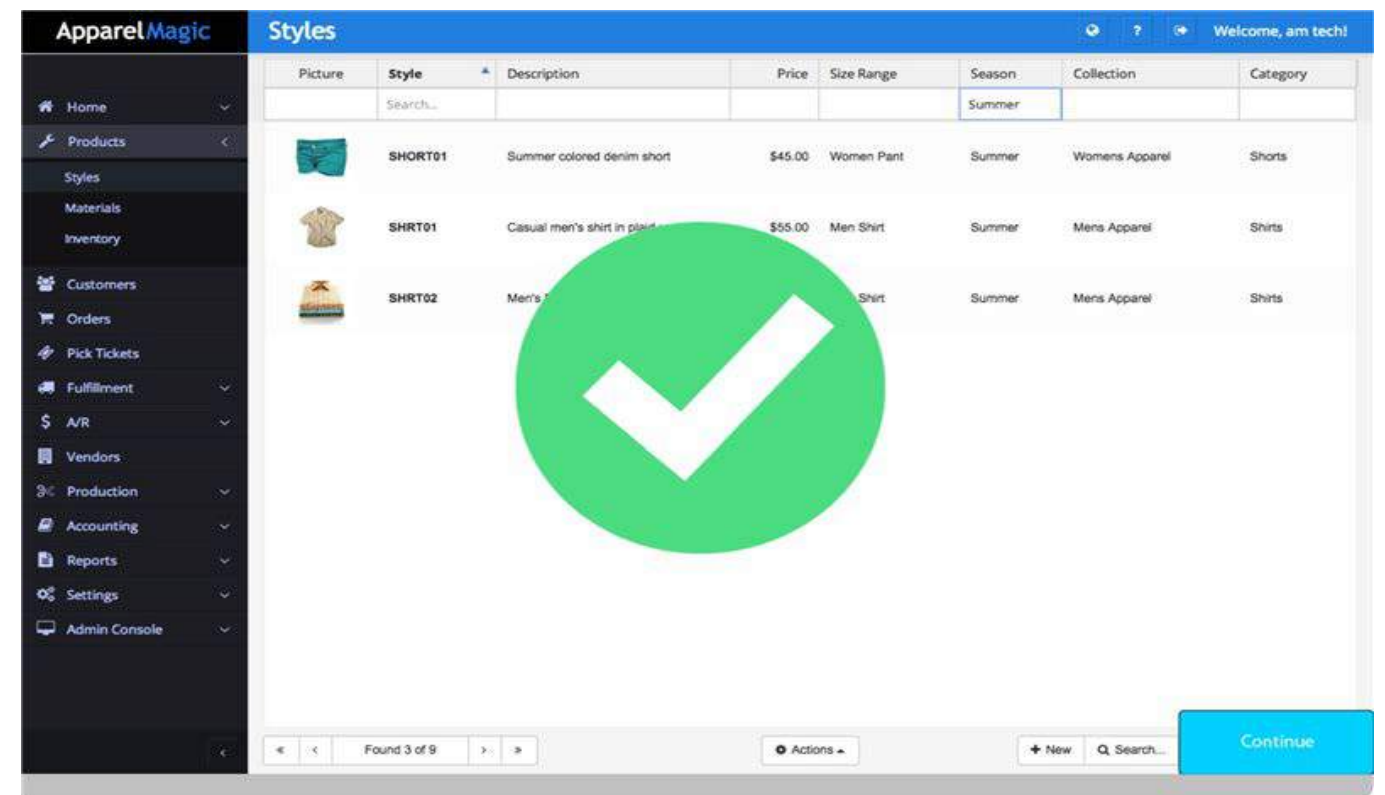 ApparelMagic
Styles
? Welcome, am tech!
Picture Style Description Price Size Range Season Collection Category
Search... Summer
Home
Products
Styles
Materials
Inventory
Customers
Orders
Pick Tickets
Fulfillment
$ A/R
Vendors
Production
Accounting
Reports
Settings
Admin Console
SHORT01 Summer colored denim short $45.00 Women Pant Summer Womens Apparel Shorts
SHRT01 Casual men's shirt in plaid $55.00 Men Shirt Summer Mens Apparel Shirts
SHRT02 Men's Shirt Summer Mens Apparel Shirts
« < Found 3 of 9 > »
Actions
+ New Search...
Continue